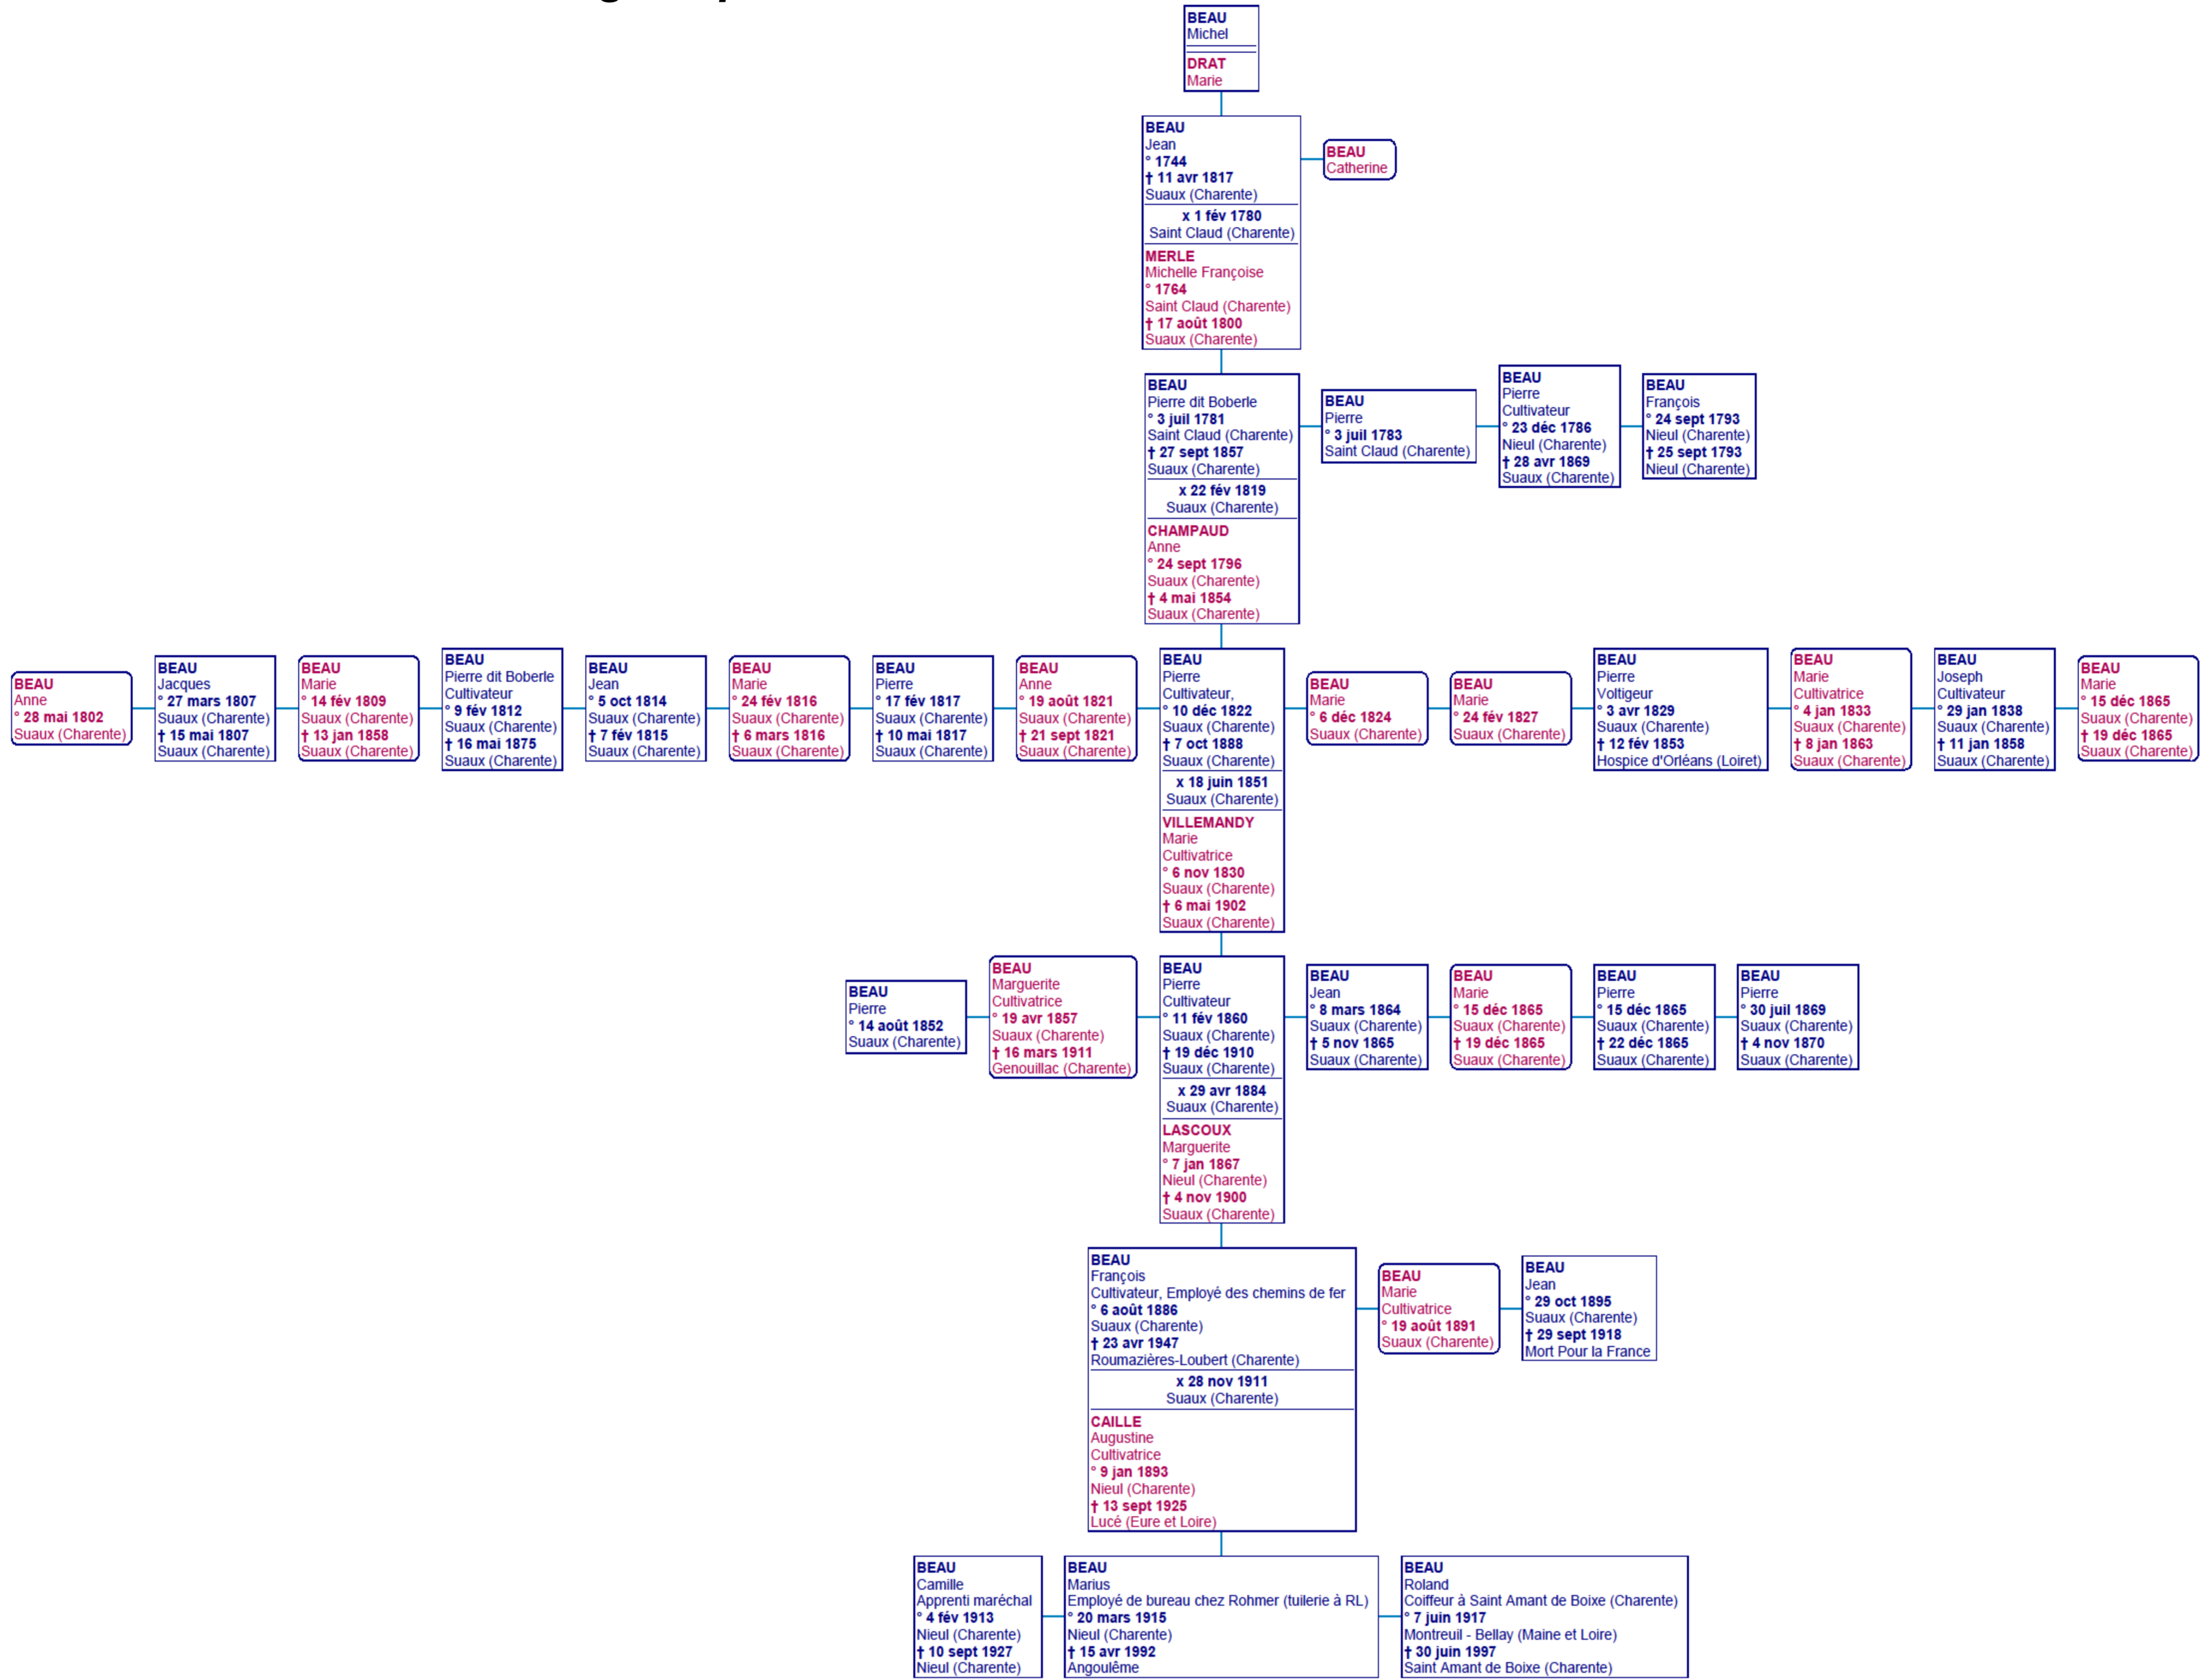 BEAU
Michel
DRAT
Marie
BEAU
Jean
° 1744
† 11 avr 1817
Suaux (Charente)
x 1 fév 1780
Saint Claud (Charente)
MERLE
Michelle Françoise
° 1764
Saint Claud (Charente)
† 17 août 1800
Suaux (Charente)
BEAU
Catherine
BEAU
Pierre dit Boberle
° 3 juil 1781
Saint Claud (Charente)
† 27 sept 1857
Suaux (Charente)
x 22 fév 1819
Suaux (Charente)
CHAMPAUD
Anne
° 24 sept 1796
Suaux (Charente)
† 4 mai 1854
Suaux (Charente)
BEAU
Pierre
° 3 juil 1783
Saint Claud (Charente)
BEAU
Pierre
Cultivateur
° 23 déc 1786
Nieul (Charente)
† 28 avr 1869
Suaux (Charente)
BEAU
François
° 24 sept 1793
Nieul (Charente)
† 25 sept 1793
Nieul (Charente)
BEAU
Anne
° 28 mai 1802
Suaux (Charente)
BEAU
Jacques
° 27 mars 1807
Suaux (Charente)
† 15 mai 1807
Suaux (Charente)
BEAU
Marie
° 14 fév 1809
Suaux (Charente)
† 13 jan 1858
Suaux (Charente)
BEAU
Pierre dit Boberle
Cultivateur
° 9 fév 1812
Suaux (Charente)
† 16 mai 1875
Suaux (Charente)
BEAU
Jean
° 5 oct 1814
Suaux (Charente)
† 7 fév 1815
Suaux (Charente)
BEAU
Marie
° 24 fév 1816
Suaux (Charente)
† 6 mars 1816
Suaux (Charente)
BEAU
Pierre
° 17 fév 1817
Suaux (Charente)
† 10 mai 1817
Suaux (Charente)
BEAU
Anne
° 19 août 1821
Suaux (Charente)
† 21 sept 1821
Suaux (Charente)
BEAU
Pierre
Cultivateur,
° 10 déc 1822
Suaux (Charente)
† 7 oct 1888
Suaux (Charente)
x 18 juin 1851
Suaux (Charente)
VILLEMANDY
Marie
Cultivatrice
° 6 nov 1830
Suaux (Charente)
† 6 mai 1902
Suaux (Charente)
BEAU
Marie
° 6 déc 1824
Suaux (Charente)
BEAU
Marie
° 24 fév 1827
Suaux (Charente)
BEAU
Pierre
Voltigeur
° 3 avr 1829
Suaux (Charente)
† 12 fév 1853
Hospice d'Orléans (Loiret)
BEAU
Marie
Cultivatrice
° 4 jan 1833
Suaux (Charente)
† 8 jan 1863
Suaux (Charente)
BEAU
Joseph
Cultivateur
° 29 jan 1838
Suaux (Charente)
† 11 jan 1858
Suaux (Charente)
BEAU
Marie
° 15 déc 1865
Suaux (Charente)
† 19 déc 1865
Suaux (Charente)
BEAU
Pierre
° 14 août 1852
Suaux (Charente)
BEAU
Marguerite
Cultivatrice
° 19 avr 1857
Suaux (Charente)
† 16 mars 1911
Genouillac (Charente)
BEAU
Pierre
Cultivateur
° 11 fév 1860
Suaux (Charente)
† 19 déc 1910
Suaux (Charente)
x 29 avr 1884
Suaux (Charente)
LASCOUX
Marguerite
° 7 jan 1867
Nieul (Charente)
† 4 nov 1900
Suaux (Charente)
BEAU
Jean
° 8 mars 1864
Suaux (Charente)
† 5 nov 1865
Suaux (Charente)
BEAU
Marie
° 15 déc 1865
Suaux (Charente)
† 19 déc 1865
Suaux (Charente)
BEAU
Pierre
° 15 déc 1865
Suaux (Charente)
† 22 déc 1865
Suaux (Charente)
BEAU
Pierre
° 30 juil 1869
Suaux (Charente)
† 4 nov 1870
Suaux (Charente)
BEAU
François
Cultivateur, Employé des chemins de fer
° 6 août 1886
Suaux (Charente)
† 23 avr 1947
Roumazières-Loubert (Charente)
x 28 nov 1911
Suaux (Charente)
CAILLE
Augustine
Cultivatrice
° 9 jan 1893
Nieul (Charente)
† 13 sept 1925
Lucé (Eure et Loire)
BEAU
Marie
Cultivatrice
° 19 août 1891
Suaux (Charente)
BEAU
Jean
° 29 oct 1895
Suaux (Charente)
† 29 sept 1918
Mort Pour la France
BEAU
Camille
Apprenti maréchal
° 4 fév 1913
Nieul (Charente)
† 10 sept 1927
Nieul (Charente)
BEAU
Marius
Employé de bureau chez Rohmer (tuilerie à RL)
° 20 mars 1915
Nieul (Charente)
† 15 avr 1992
Angoulême
BEAU
Roland
Coiffeur à Saint Amant de Boixe (Charente)
° 7 juin 1917
Montreuil - Bellay (Maine et Loire)
† 30 juin 1997
Saint Amant de Boixe (Charente)